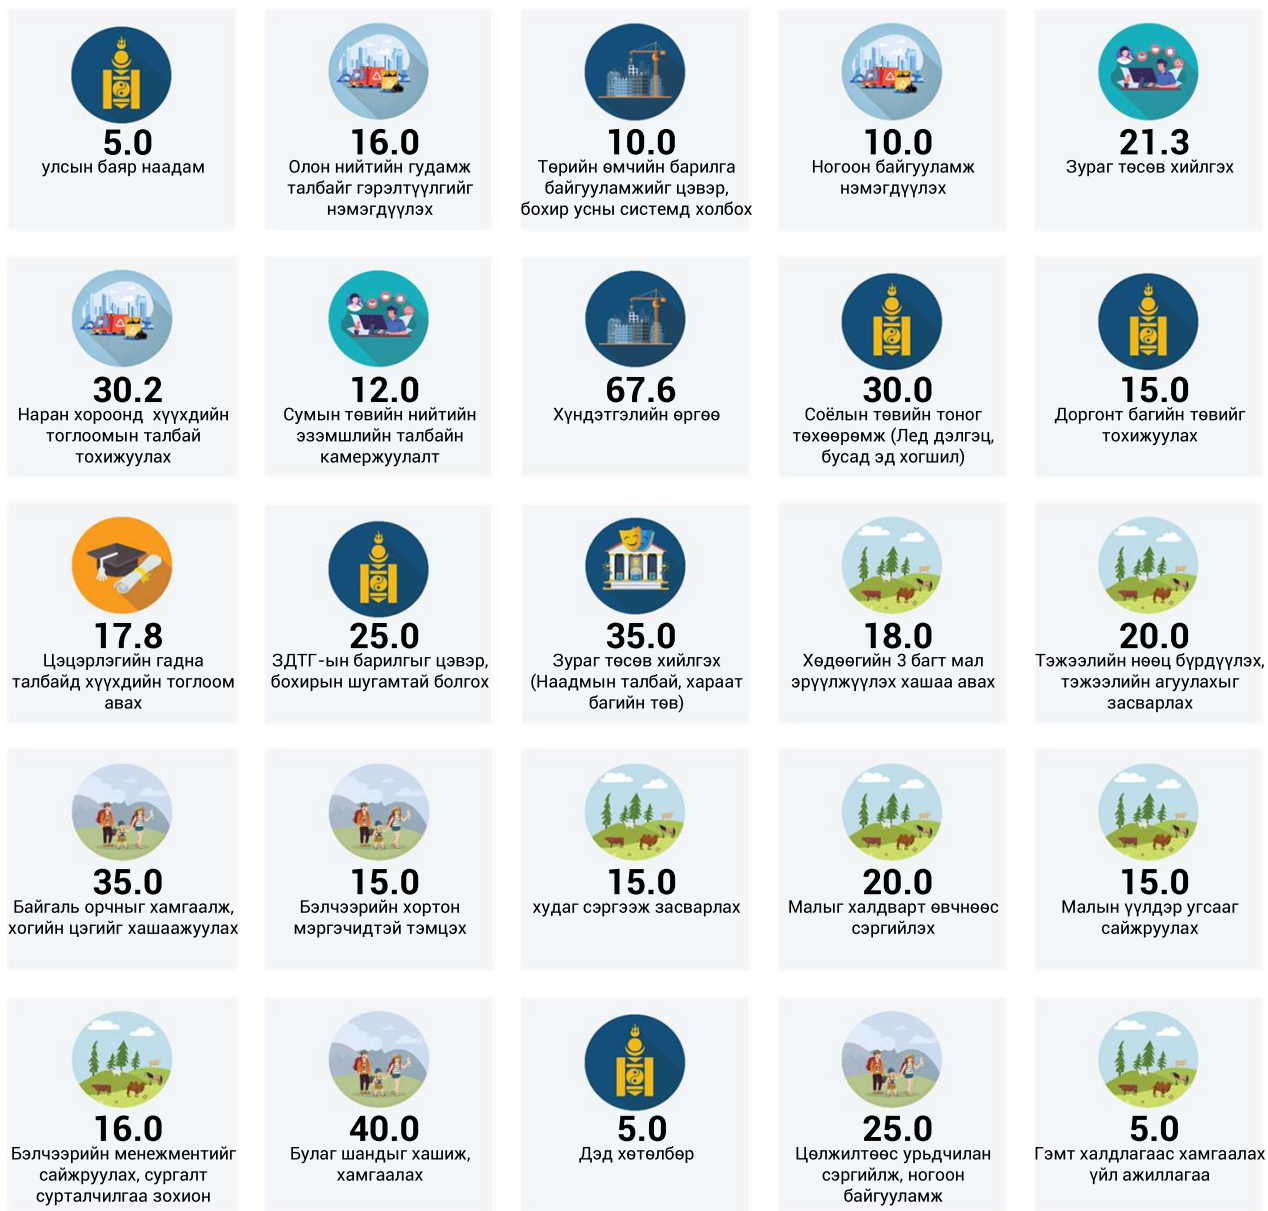 5.0
улсын баяр наадам
16.0
Олон нийтийн гудамж
талбайг гэрэлтүүлгийг
нэмэгдүүлэх
10.0
Төрийн өмчийн барилга
байгууламжийг цэвэр,
бохир усны системд холбох
10.0
Ногоон байгууламж
нэмэгдүүлэх
21.3
Зураг төсөв хийлгэх
30.2
Наран хороонд хүүхдийн
тоглоомын талбай
тохижуулах
12.0
Сумын төвийн нийтийн
эзэмшлийн талбайн
камержуулалт
67.6
Хүндэтгэлийн өргөө
30.0
Соёлын төвийн тоног
төхөөрөмж (Лед дэлгэц,
бусад эд хогшил)
15.0
Доргонт багийн төвийг
тохижуулах
17.8
Цэцэрлэгийн гадна
талбайд хүүхдийн тоглоом
авах
25.0
ЗДТГ-ын барилгыг цэвэр,
бохирын шугамтай болгох
35.0
Зураг төсөв хийлгэх
(Наадмын талбай, хараат
багийн төв)
18.0
Хөдөөгийн 3 багт мал
эрүүлжүүлэх хашаа авах
20.0
Тэжээлийн нөөц бүрдүүлэх,
тэжээлийн агуулахыг
засварлах
35.0
Байгаль орчныг хамгаалж,
хогийн цэгийг хашаажуулах
15.0
Бэлчээрийн хортон
мэргэчидтэй тэмцэх
15.0
худаг сэргээж засварлах
20.0
Малыг халдварт өвчнөөс
сэргийлэх
15.0
Малын үүлдэр угсааг
сайжруулах
16.0
Бэлчээрийн менежментийг
сайжруулах, сургалт
сурталчилгаа зохион
40.0
Булаг шандыг хашиж,
хамгаалах
5.0
Дэд хөтөлбөр
25.0
Цөлжилтөөс урьдчилан
сэргийлж, ногоон
байгууламж
5.0
Гэмт халдлагаас хамгаалах
үйл ажиллагаа